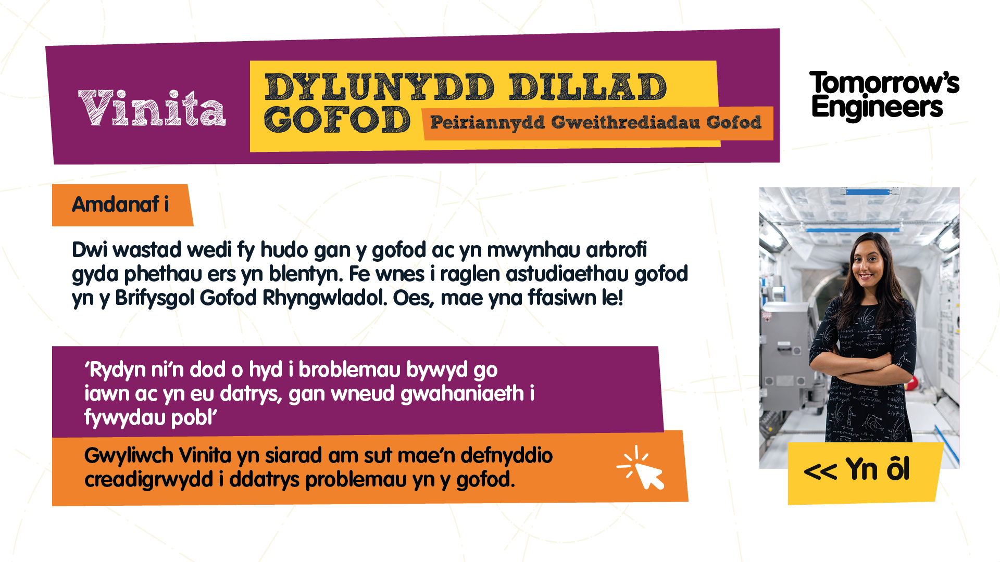 Vinita
DYLUNYDD DILLAD
GOFOD
Peiriannydd Gweithrediadau Gofod
Tomorrow's
Engineers
Amdanaf i
Dwi wastad wedi fy hudo gan y gofod ac yn mwynhau arbrofi
gyda phethau ers yn blentyn. Fe wnes i raglen astudiaethau gofod
yn y Brifysgol Gofod Rhyngwladol. Oes, mae yna ffasiwn le!
'Rydyn ni'n dod o hyd i broblemau bywyd go
iawn ac yn eu datrys, gan wneud gwahaniaeth i
fywydau pobl'
Gwyliwch Vinita yn siarad am sut mae'n defnyddio
creadigrwydd i ddatrys problemau yn y gofod.
<< Yn ôl